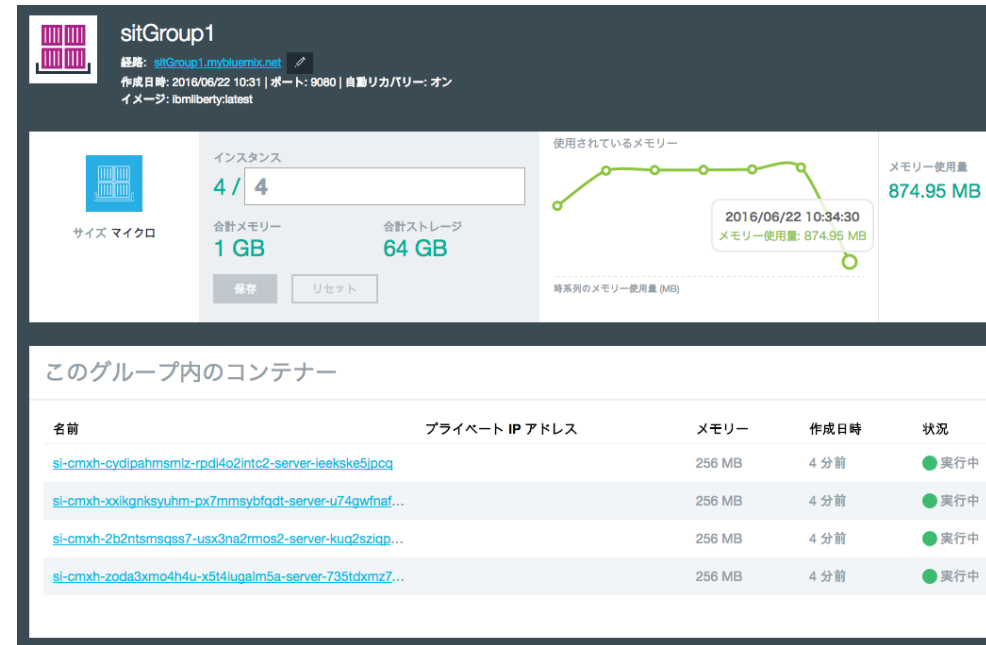 sitGroup1
経路: sitGroup1.mybluemix.net
作成日時: 2016/06/22 10:31 | ポート: 9080 | 自動リカバリー: オン
イメージ: ibmliberty:latest
サイズ マイクロ
インスタンス
4 / 4
合計メモリー 合計ストレージ
1 GB 64 GB
保存 リセット
使用されているメモリー
2016/06/22 10:34:30
メモリー使用量: 874.95 MB
時系列のメモリー使用量 (MB)
メモリー使用量
874.95 MB
このグループ内のコンテナー
名前 プライベート IP アドレス メモリー 作成日時 状況
si-cmxh-cydipahmsmlz-rpdi4o2intc2-server-ieekske5jpcq 256 MB 4 分前 実行中
si-cmxh-xxikgnksyuhm-px7mmsybfqdt-server-u74gwfnaf... 256 MB 4 分前 実行中
si-cmxh-2b2ntsmsqss7-usx3na2rmos2-server-kuq2sziqp... 256 MB 4 分前 実行中
si-cmxh-zoda3xmo4h4u-x5t4iugalm5a-server-735tdxmz7... 256 MB 4 分前 実行中